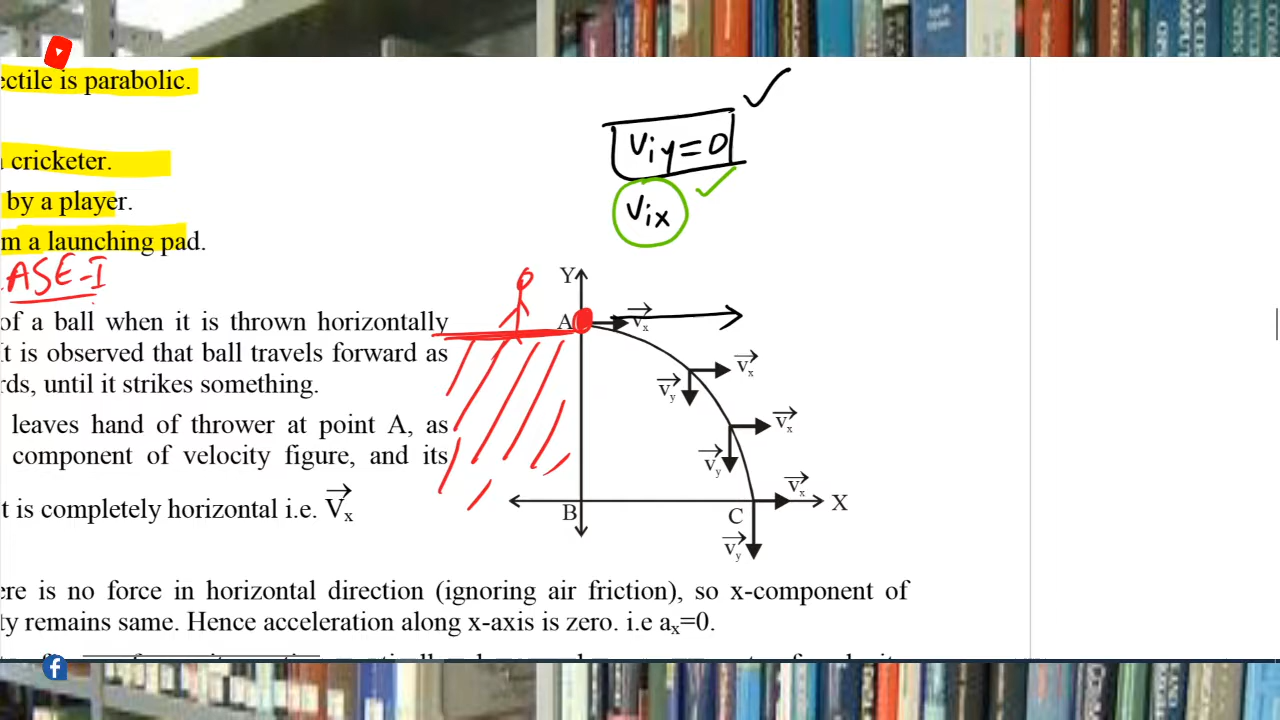 ectile is parabolic.
cricketer.
by a player.
m a launching pad.
ASE-I
of a ball when it is thrown horizontally
t is observed that ball travels forward as
rds, until it strikes something.
leaves hand of thrower at point A, as
component of velocity figure, and its
t is completely horizontal i.e. V⃗x
viy=0
vix
Y
A
v⃗x
v⃗x
v⃗y
v⃗x
v⃗y
v⃗x
X
B
C
v⃗y
ere is no force in horizontal direction (ignoring air friction), so x-component of
ty remains same. Hence acceleration along x-axis is zero. i.e ax=0.